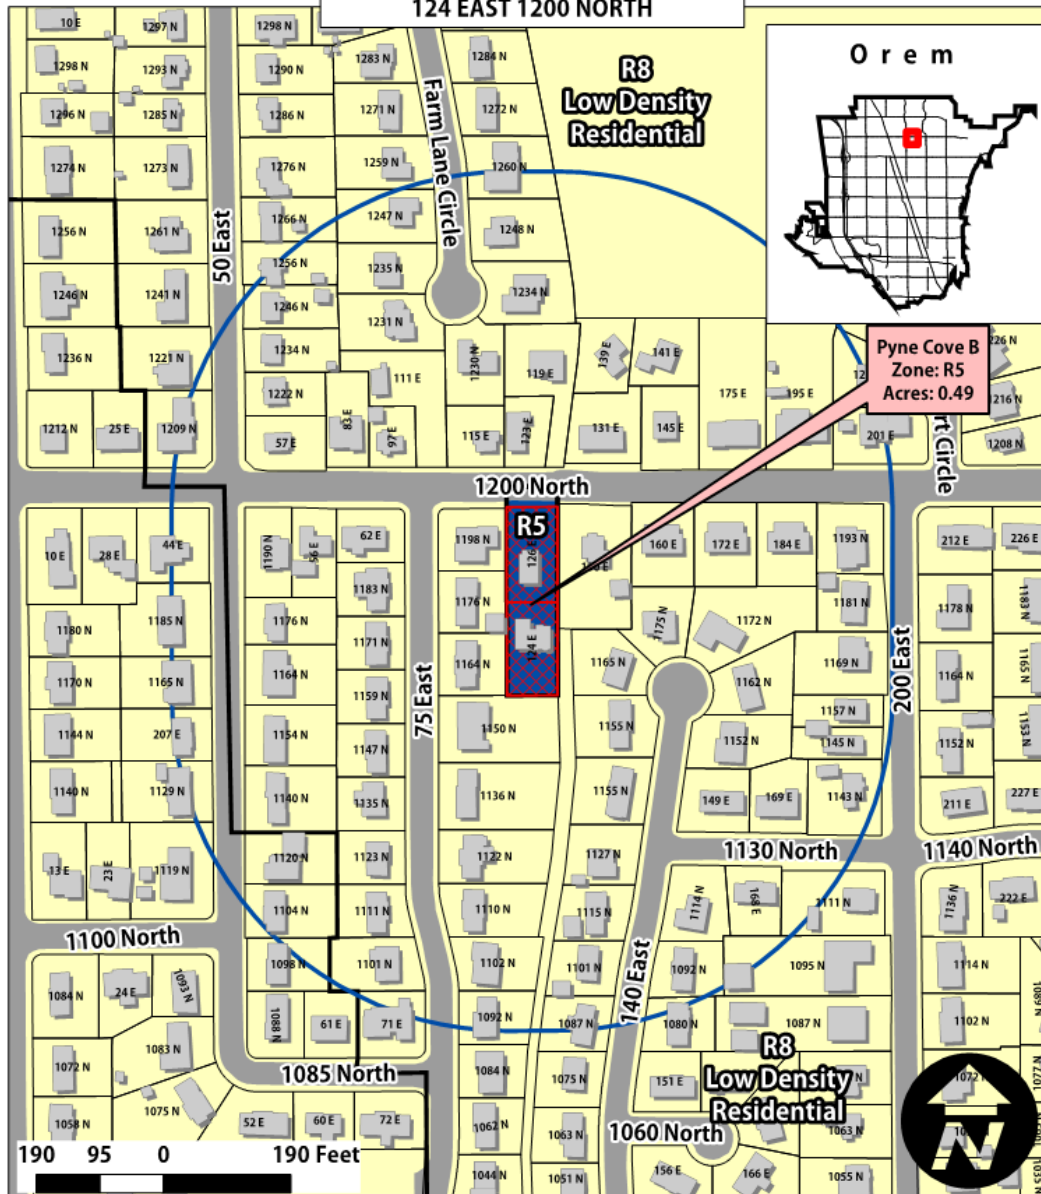 124 EAST 1200 NORTH
Orem
R8
Low Density
Residential
Pyne Cove B
Zone: R5
Acres: 0.49
10 E
1297 N
1298 N
1298 N
1293 N
1290 N
1283 N
1284 N
1296 N
1285 N
1286 N
1271 N
1272 N
Farm Lane Circle
1274 N
1273 N
1276 N
1259 N
1260 N
1256 N
1261 N
50 East
1266 N
1247 N
1248 N
1246 N
1241 N
1256 N
1235 N
1234 N
1246 N
1231 N
1236 N
1221 N
1234 N
1230 N
119 E
139 E
141 E
1222 N
111 E
175 E
195 E
1216 N
1212 N
25 E
1209 N
57 E
83 E
97 E
115 E
123 E
131 E
145 E
201 E
1208 N
1200 North
R5
10 E
28 E
44 E
1190 N
56 E
62 E
1198 N
126 E
160 E
172 E
184 E
1193 N
212 E
226 E
1183 N
1176 N
1181 N
1178 N
1183 N
1180 N
1185 N
1176 N
1171 N
124 E
1175 N
1172 N
1170 N
1165 N
1164 N
1159 N
75 East
1164 N
1165 N
1162 N
1169 N
200 East
1164 N
1165 N
1144 N
207 E
1154 N
1147 N
1150 N
1155 N
1152 N
1157 N
1145 N
1152 N
1153 N
1140 N
1129 N
1140 N
1135 N
1136 N
1155 N
149 E
169 E
1143 N
211 E
227 E
13 E
23 E
1119 N
1120 N
1123 N
1122 N
1127 N
1130 North
1140 North
1104 N
1111 N
1110 N
1115 N
1114 N
168 E
1111 N
1136 N
222 E
1100 North
1098 N
1101 N
1102 N
1101 N
140 East
1092 N
1095 N
1114 N
1084 N
24 E
1093 N
1088 N
61 E
71 E
1092 N
1087 N
1080 N
1087 N
1102 N
1089 N
1072 N
1083 N
1085 North
1084 N
1075 N
151 E
R8
Low Density
Residential
1072 N
1072 N
1058 N
1075 N
52 E
60 E
72 E
1062 N
1063 N
1060 North
1063 N
1044 N
1051 N
156 E
166 E
1055 N
190 95 0 190 Feet
N